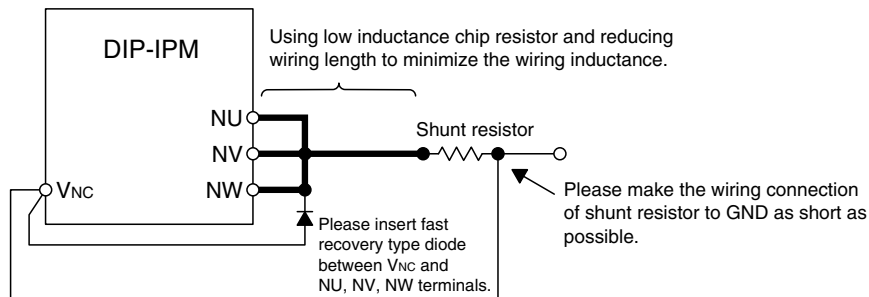 DIP-IPM
Using low inductance chip resistor and reducing
wiring length to minimize the wiring inductance.
NU
NV
NW
VNC
Shunt resistor
Please make the wiring connection
of shunt resistor to GND as short as
possible.
Please insert fast
recovery type diode
between VNC and
NU, NV, NW terminals.